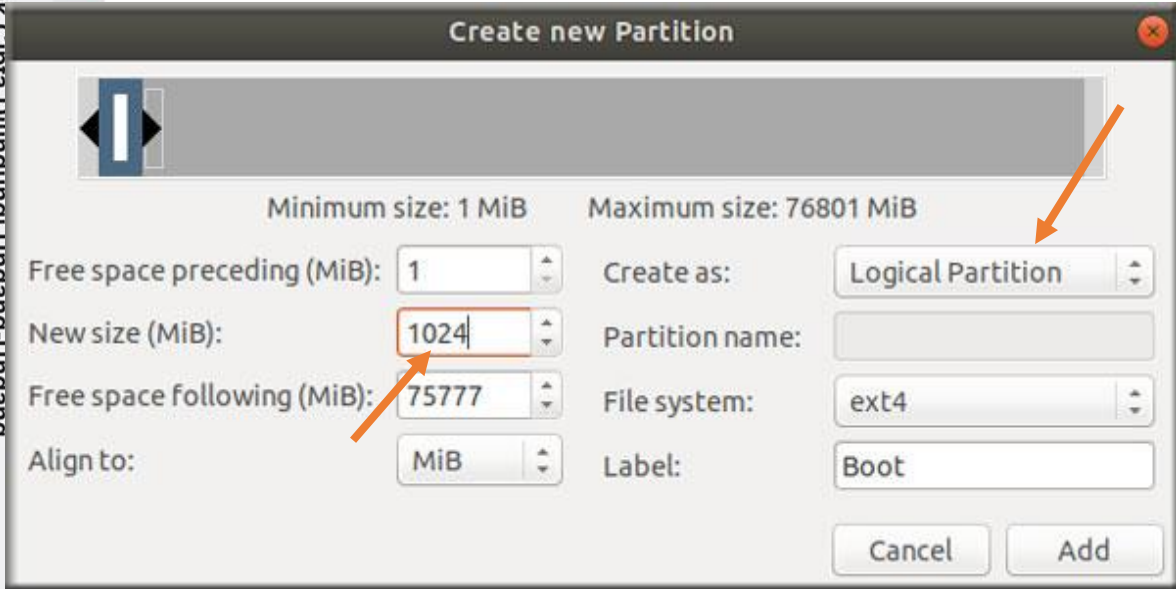 Create new Partition
Minimum size: 1 MiB Maximum size: 76801 MiB
Free space preceding (MiB): 1 Create as: Logical Partition
New size (MiB): 1024 Partition name:
Free space following (MiB): 75777 File system: ext4
Align to: MiB Label: Boot
Cancel Add